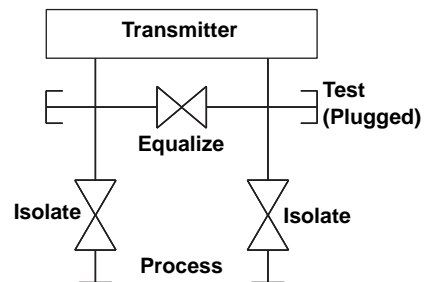 Transmitter
Test
(Plugged)
Equalize
Isolate
Isolate
Process